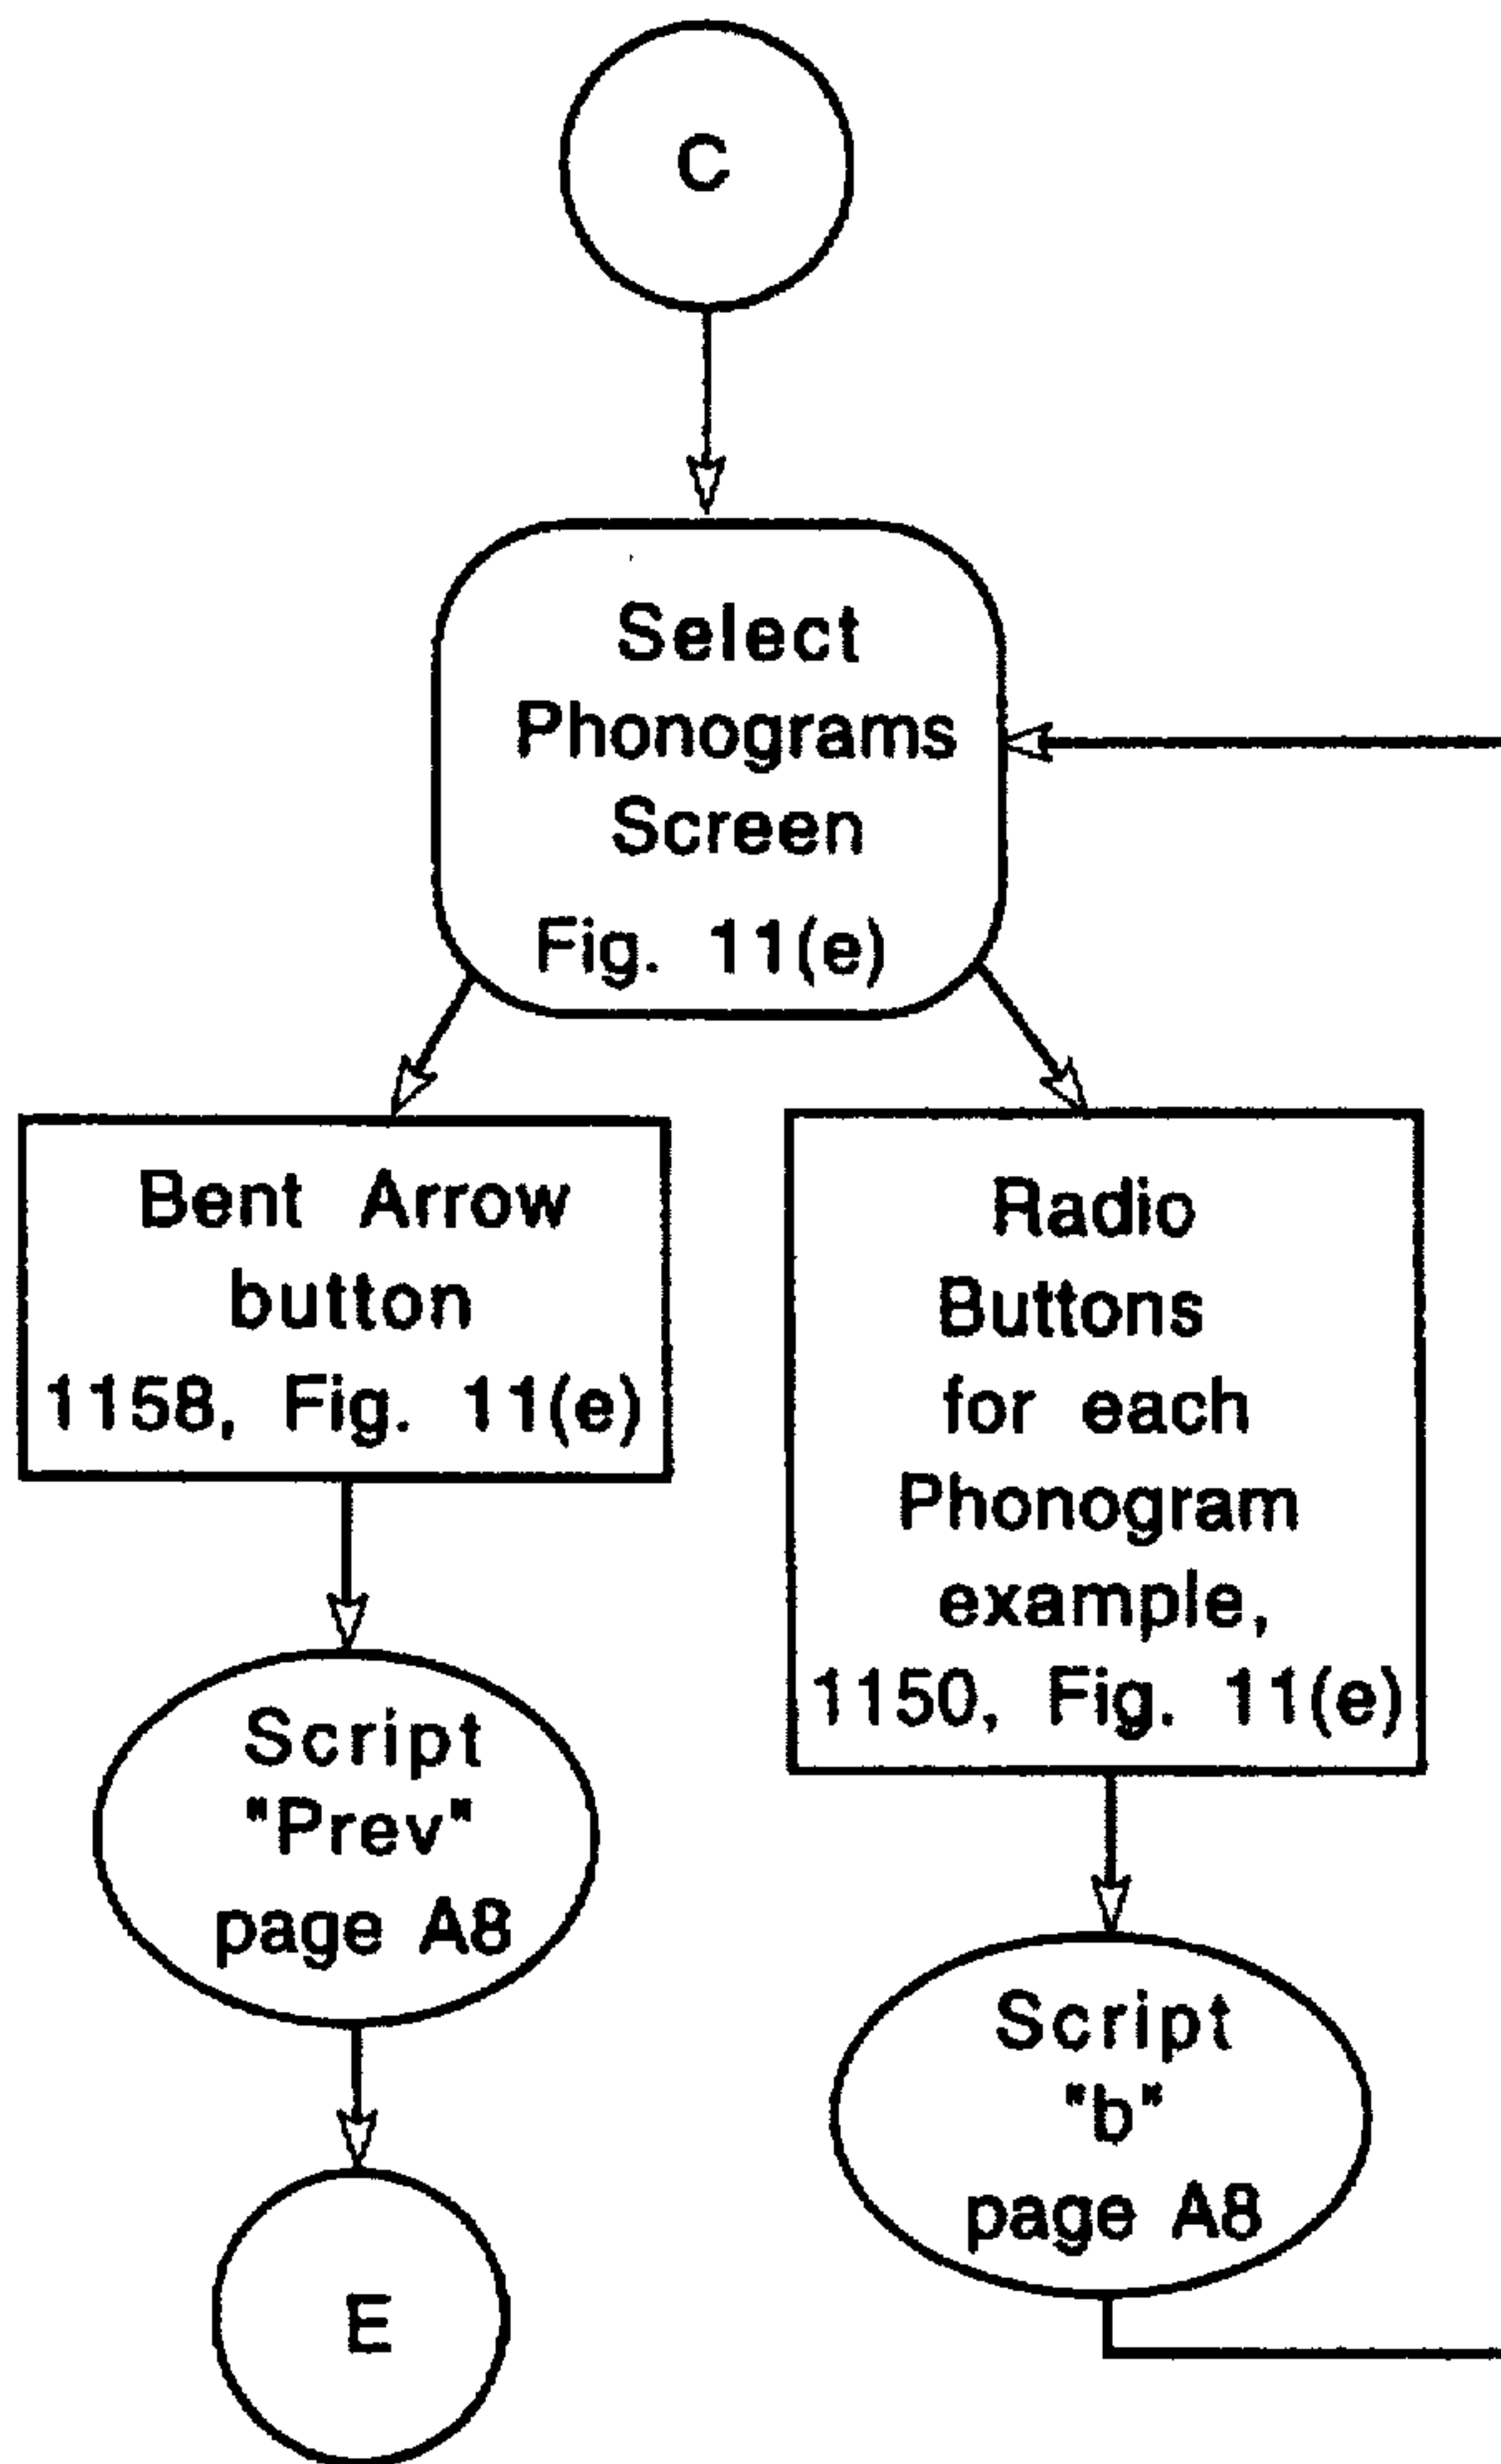 C
Select
Phonograms
Screen
Fig. 11(e)
Bent Arrow
button
1158, Fig. 11(e)
Radio
Buttons
for each
Phonogram
example,
1150, Fig. 11(e)
Script
"Prev"
page A8
Script
"b"
page A8
E